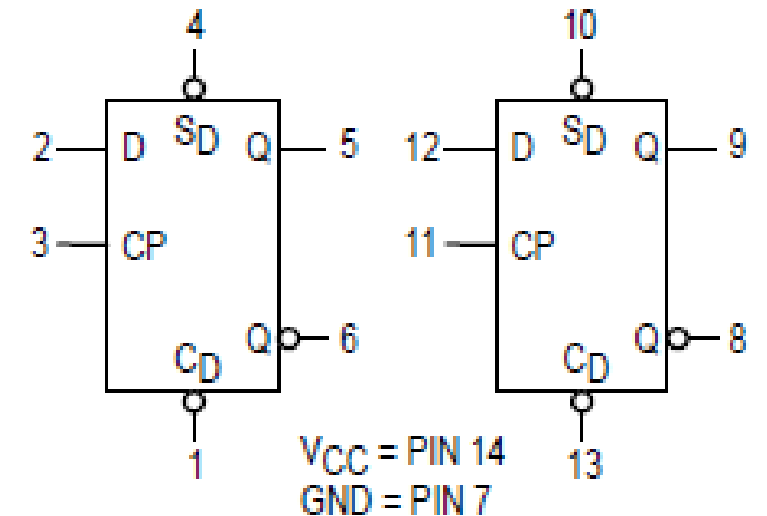 4 10
2 D SD Q 5 12 D SD Q 9
3 CP 11 CP
Q 6 Q 8
CD CD
1 13
VCC = PIN 14
GND = PIN 7